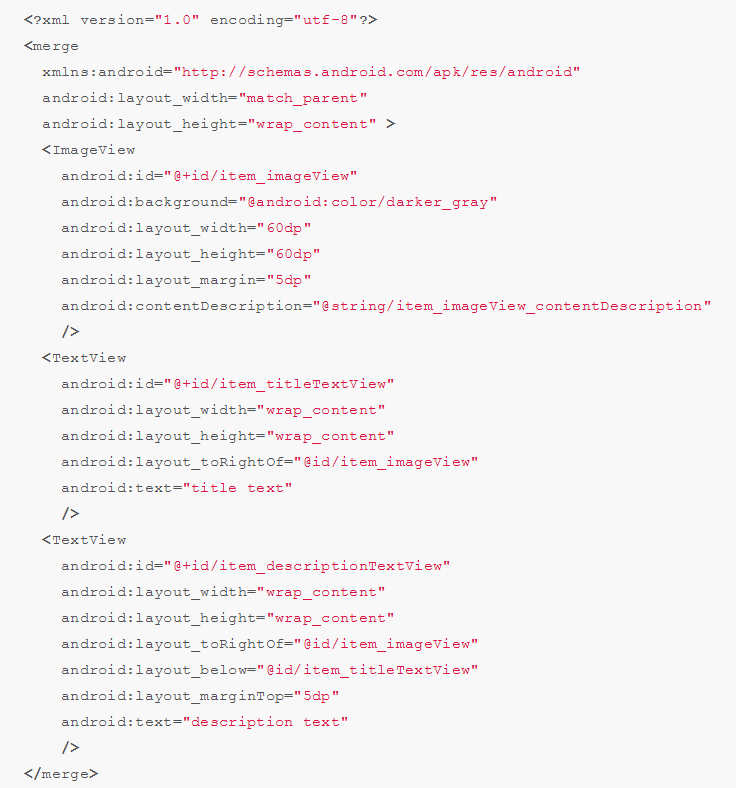 <?xml version="1.0" encoding="utf-8"?>
<merge
  xmlns:android="http://schemas.android.com/apk/res/android"
  android:layout_width="match_parent"
  android:layout_height="wrap_content" >
  <ImageView
    android:id="@+id/item_imageView"
    android:background="@android:color/darker_gray"
    android:layout_width="60dp"
    android:layout_height="60dp"
    android:layout_margin="5dp"
    android:contentDescription="@string/item_imageView_contentDescription"
    />
  <TextView
    android:id="@+id/item_titleTextView"
    android:layout_width="wrap_content"
    android:layout_height="wrap_content"
    android:layout_toRightOf="@id/item_imageView"
    android:text="title text"
    />
  <TextView
    android:id="@+id/item_descriptionTextView"
    android:layout_width="wrap_content"
    android:layout_height="wrap_content"
    android:layout_toRightOf="@id/item_imageView"
    android:layout_below="@id/item_titleTextView"
    android:layout_marginTop="5dp"
    android:text="description text"
    />
</merge>